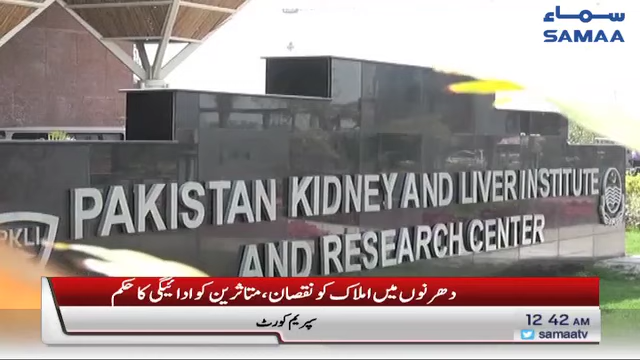 سماء
SAMAA
PAKISTAN KIDNEY AND LIVER INSTITUTE
AND RESEARCH CENTER
PKLI
دھرنوں میں املاک کو نقصان، متاثرین کو ادائیگی کا حکم
سپریم کورٹ
12 42 AM
samaatv